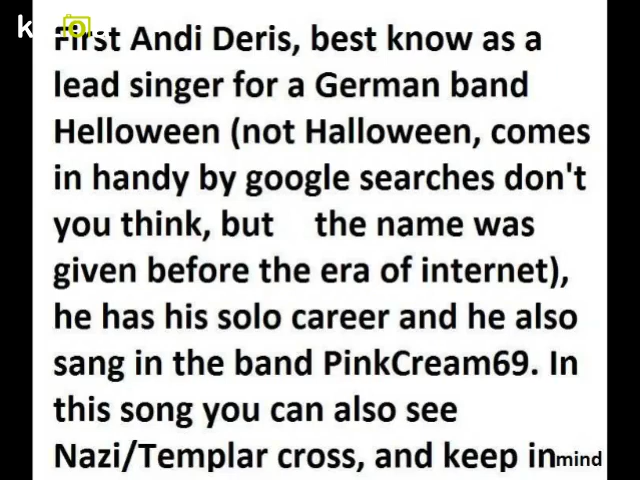 First Andi Deris, best know as a
lead singer for a German band
Helloween (not Halloween, comes
in handy by google searches don't
you think, but the name was
given before the era of internet),
he has his solo career and he also
sang in the band PinkCream69. In
this song you can also see
Nazi/Templar cross, and keep in mind